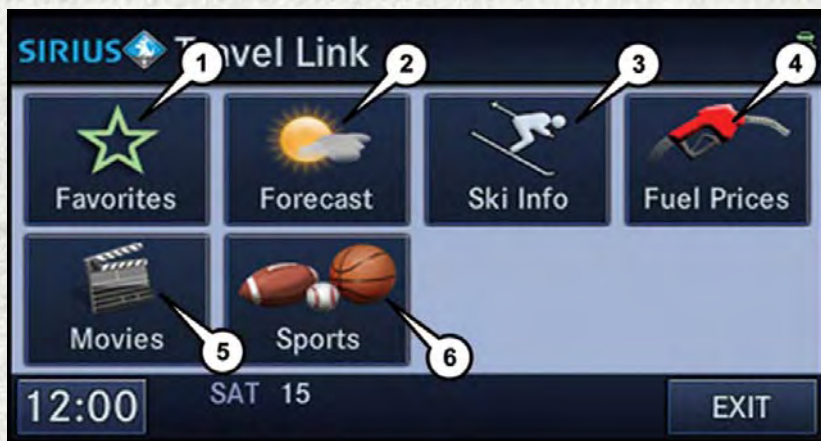 SIRIUS Travel Link
1 2 3 4
Favorites Forecast Ski Info Fuel Prices
Movies Sports
5 6
12:00 SAT 15 EXIT